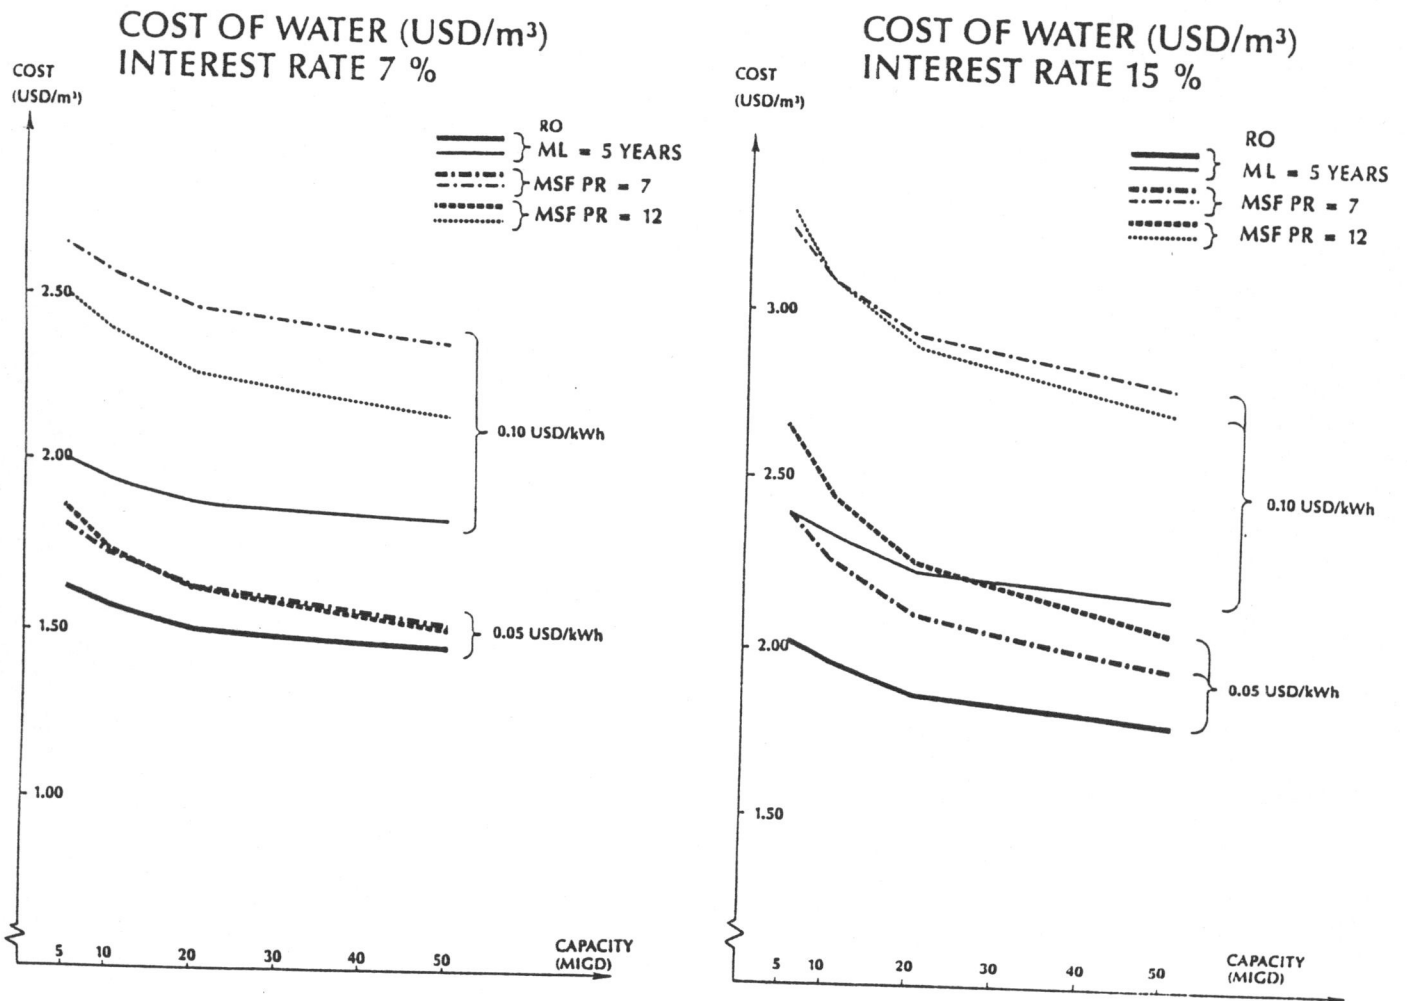 COST OF WATER (USD/m³)
INTEREST RATE 7 %
COST
(USD/m³)
RO
ML = 5 YEARS
MSF PR = 7
MSF PR = 12
2.50
2.00
1.50
1.00
0.10 USD/kWh
0.05 USD/kWh
5 10 20 30 40 50
CAPACITY
(MIGD)
COST OF WATER (USD/m³)
INTEREST RATE 15 %
COST
(USD/m³)
RO
ML = 5 YEARS
MSF PR = 7
MSF PR = 12
3.00
2.50
2.00
1.50
0.10 USD/kWh
0.05 USD/kWh
5 10 20 30 40 50
CAPACITY
(MIGD)